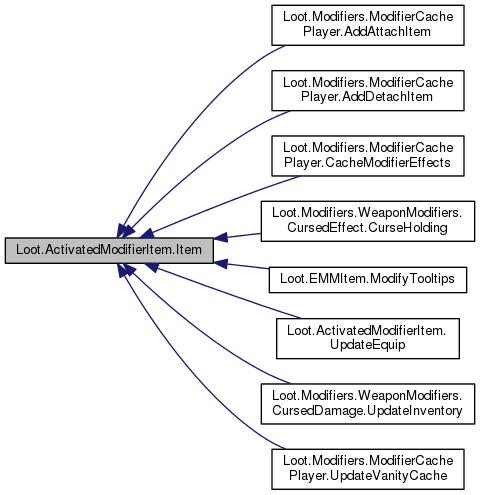 Loot.Modifiers.ModifierCache
Player.AddAttachItem
Loot.Modifiers.ModifierCache
Player.AddDetachItem
Loot.Modifiers.ModifierCache
Player.CacheModifierEffects
Loot.Modifiers.WeaponModifiers.
CursedEffect.CurseHolding
Loot.ActivatedModifierItem.Item
Loot.EMMItem.ModifyTooltips
Loot.ActivatedModifierItem.
UpdateEquip
Loot.Modifiers.WeaponModifiers.
CursedDamage.UpdateInventory
Loot.Modifiers.ModifierCache
Player.UpdateVanityCache